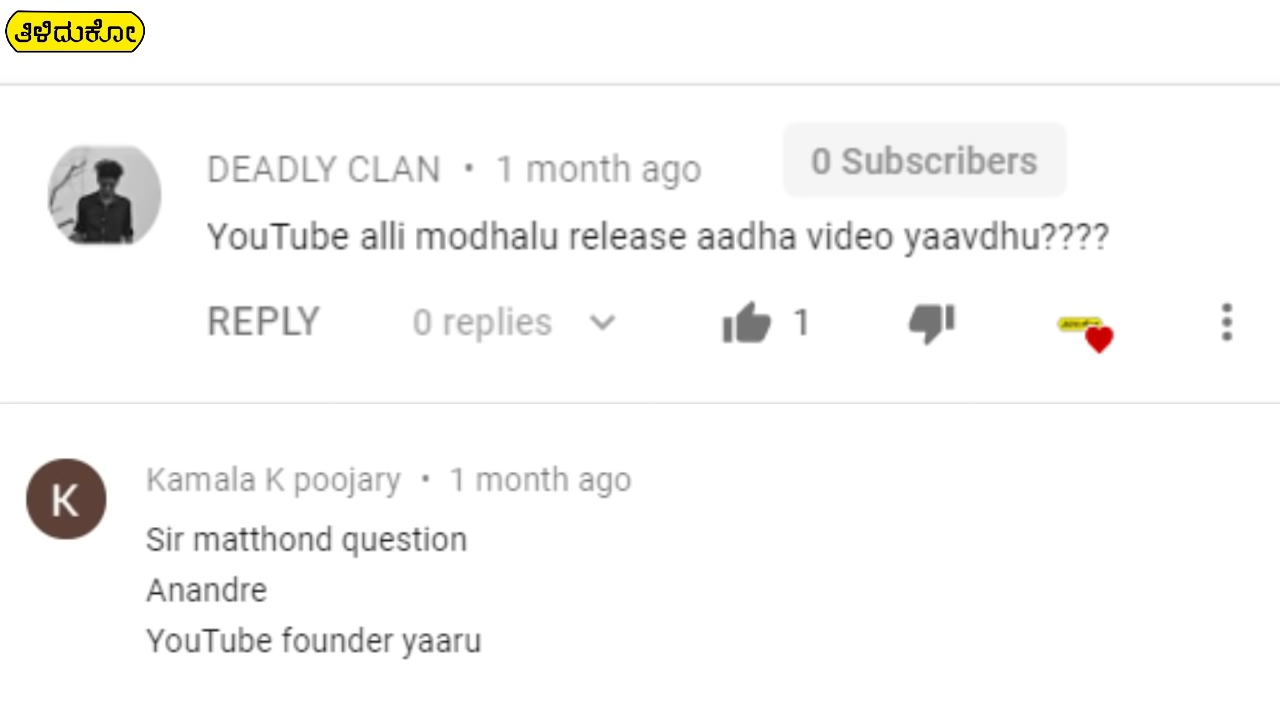 ತಿಳಿದುಕೋ
DEADLY CLAN • 1 month ago 0 Subscribers
YouTube alli modhalu release aadha video yaavdhu????
REPLY 0 replies 1
K Kamala K poojary • 1 month ago
Sir matthond question
Anandre
YouTube founder yaaru